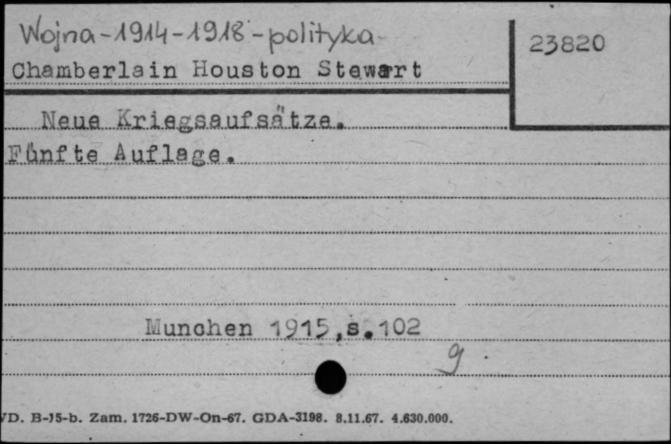 Wojna-1914-1918-polityka
23820
Chamberlain Houston Stewart
Neue Kriegsaufsätze.
Fünfte Auflage.
Munchen 1915,s.102
g
VD. B-15-b. Zam. 1726-DW-On-67. GDA-3198. 8.11.67. 4.630.000.